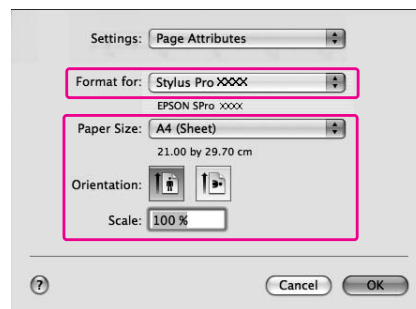 Settings: Page Attributes
Format for: Stylus Pro XXXX
EPSON SPro XXXX
Paper Size: A4 (Sheet)
21.00 by 29.70 cm
Orientation:
Scale: 100 %
? Cancel OK